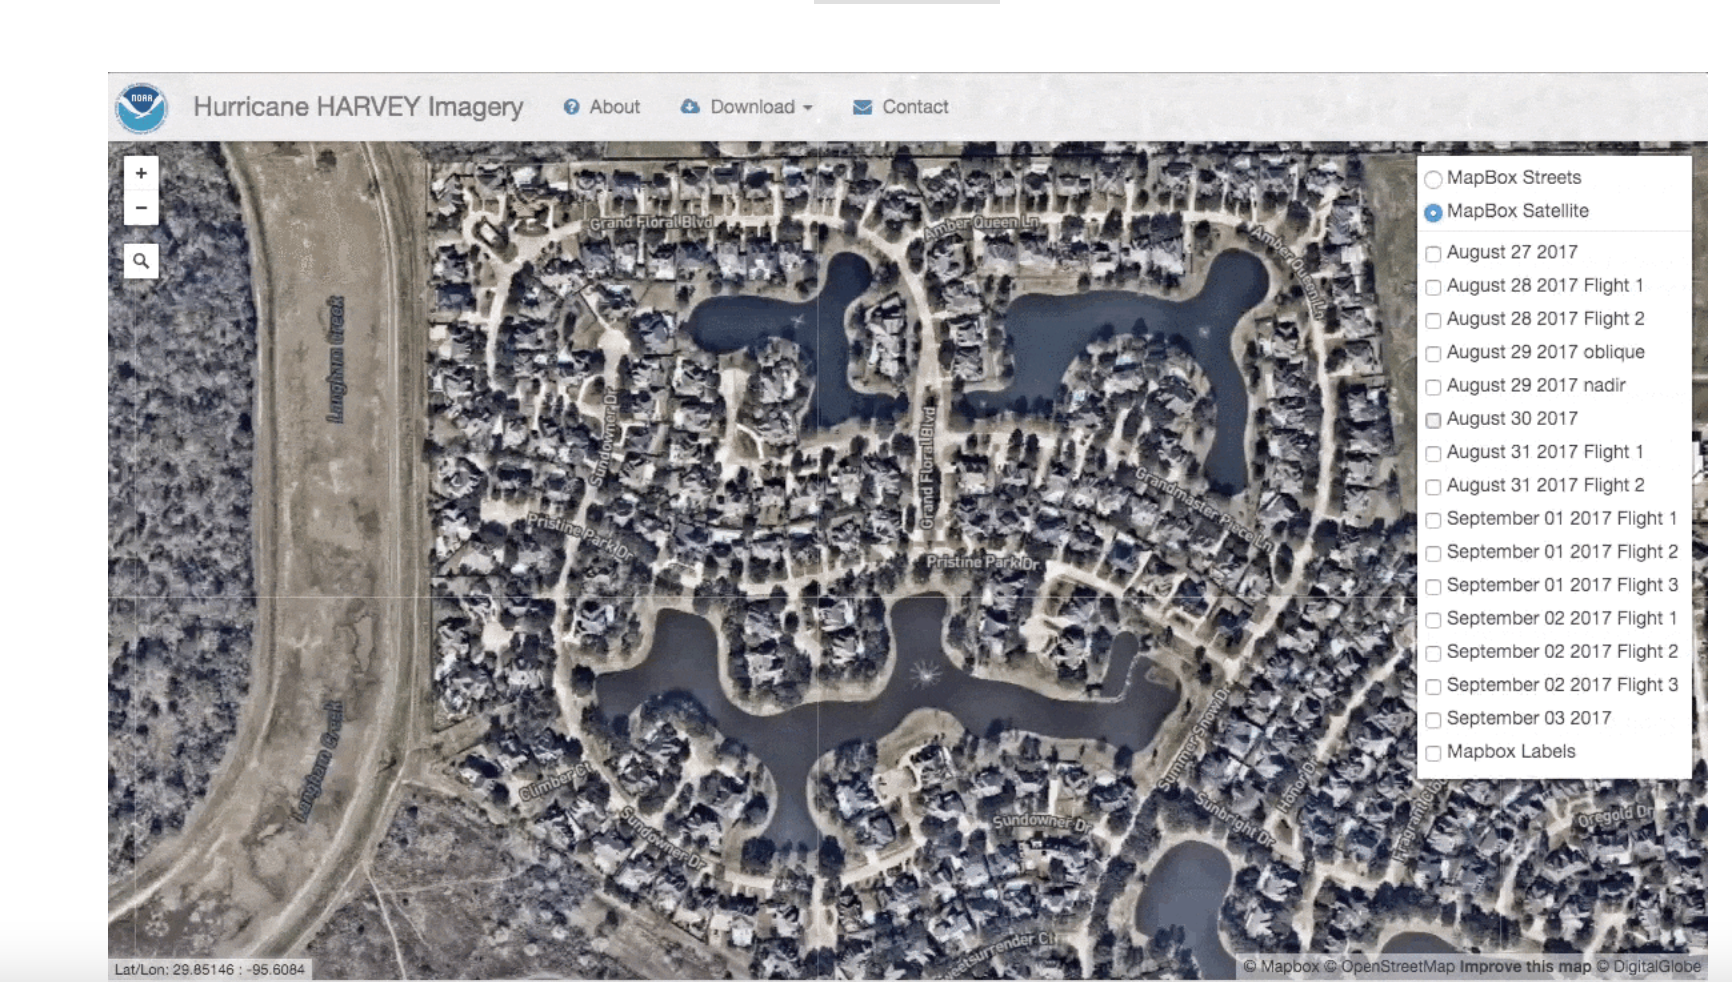 NOAA
Hurricane HARVEY Imagery
About
Download
Contact
+
−
MapBox Streets
MapBox Satellite
August 27 2017
August 28 2017 Flight 1
August 28 2017 Flight 2
August 29 2017 oblique
August 29 2017 nadir
August 30 2017
August 31 2017 Flight 1
August 31 2017 Flight 2
September 01 2017 Flight 1
September 01 2017 Flight 2
September 01 2017 Flight 3
September 02 2017 Flight 1
September 02 2017 Flight 2
September 02 2017 Flight 3
September 03 2017
Mapbox Labels
Grand Floral Blvd
Amber Queen Ln
Amber Queen Ln
Langham Creek
Sundowner Dr
Grand Floral Blvd
Grandmaster Piece Ln
Pristine Park Dr
Pristine Park Dr
Langham Creek
Summer Snow Dr
Climber Ct
Honor Dr
Sundowner Dr
Sundowner Dr
Sunbright Dr
Oregold Dr
Ct
Lat/Lon: 29.85146 : -95.6084
© Mapbox © OpenStreetMap Improve this map © DigitalGlobe